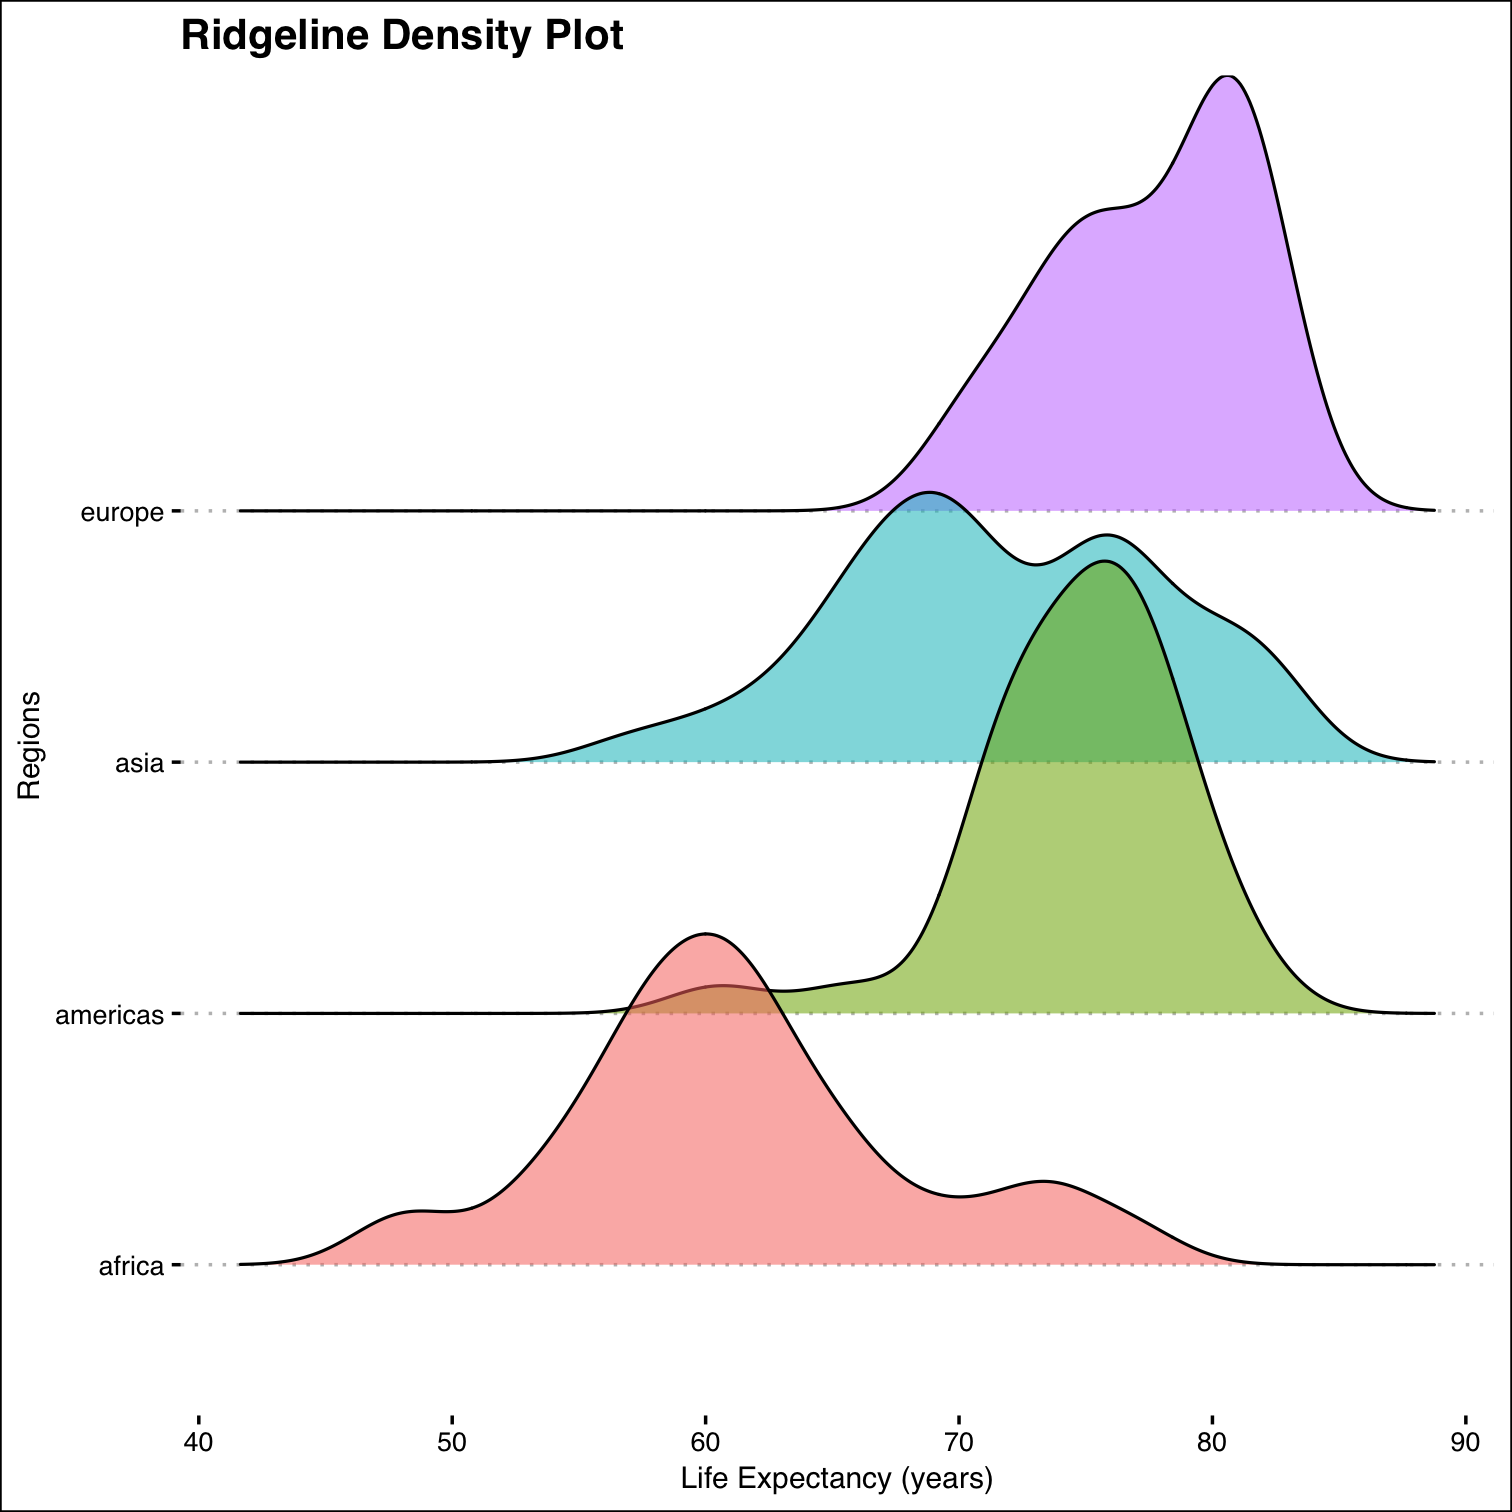 Ridgeline Density Plot
europe
asia
americas
africa
Regions
40 50 60 70 80 90
Life Expectancy (years)